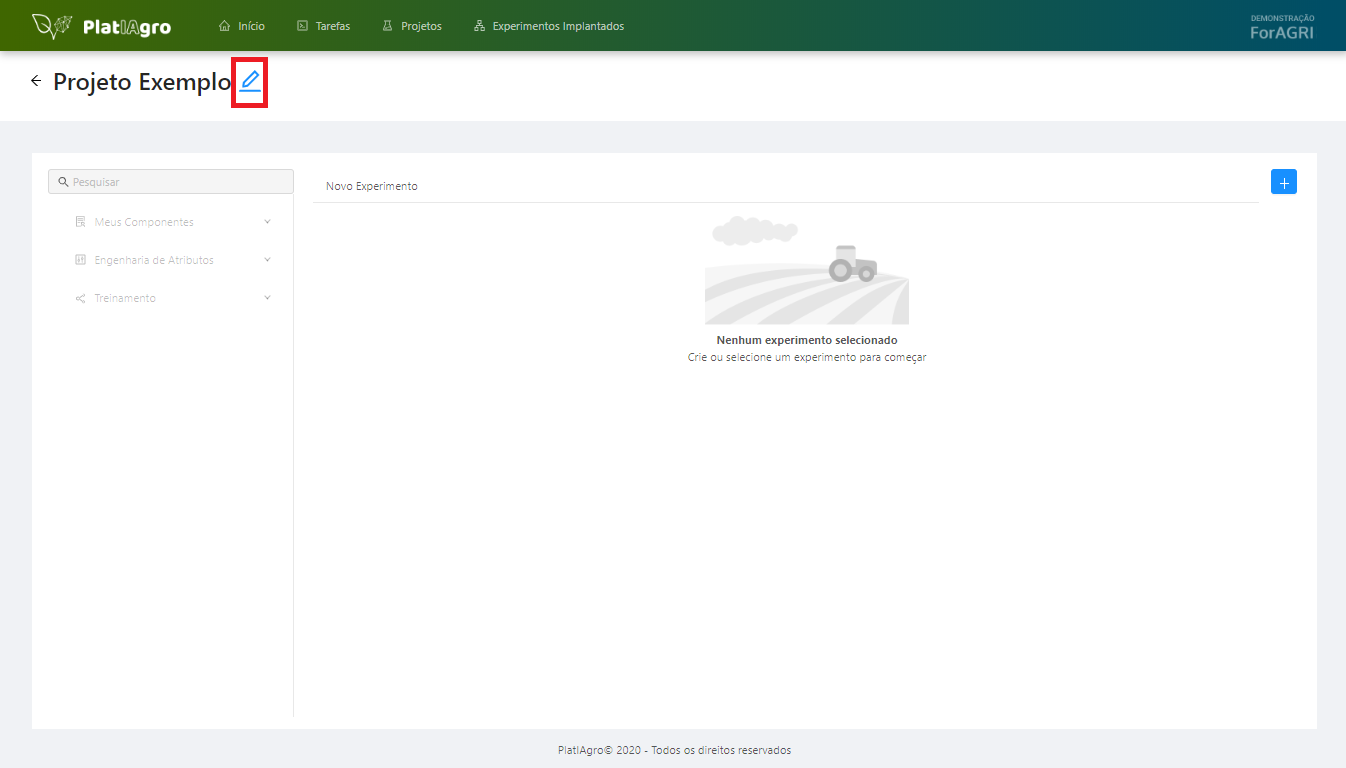 PlatIAgro Início Tarefas Projetos Experimentos Implantados DEMONSTRAÇÃO
ForAGRI
Projeto Exemplo
Pesquisar
Novo Experimento
Meus Componentes
Engenharia de Atributos
Treinamento
Nenhum experimento selecionado
Crie ou selecione um experimento para começar
PlatIAgro© 2020 - Todos os direitos reservados